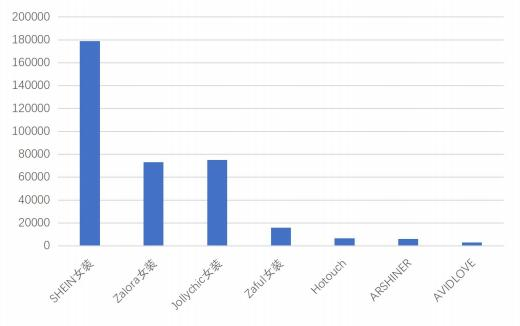 200000
180000
160000
140000
120000
100000
80000
60000
40000
20000
0
SHEIN女装
Zalora女装
Jollychic女装
Zaful女装
Hotouch
ARSHINER
AVIDLOVE